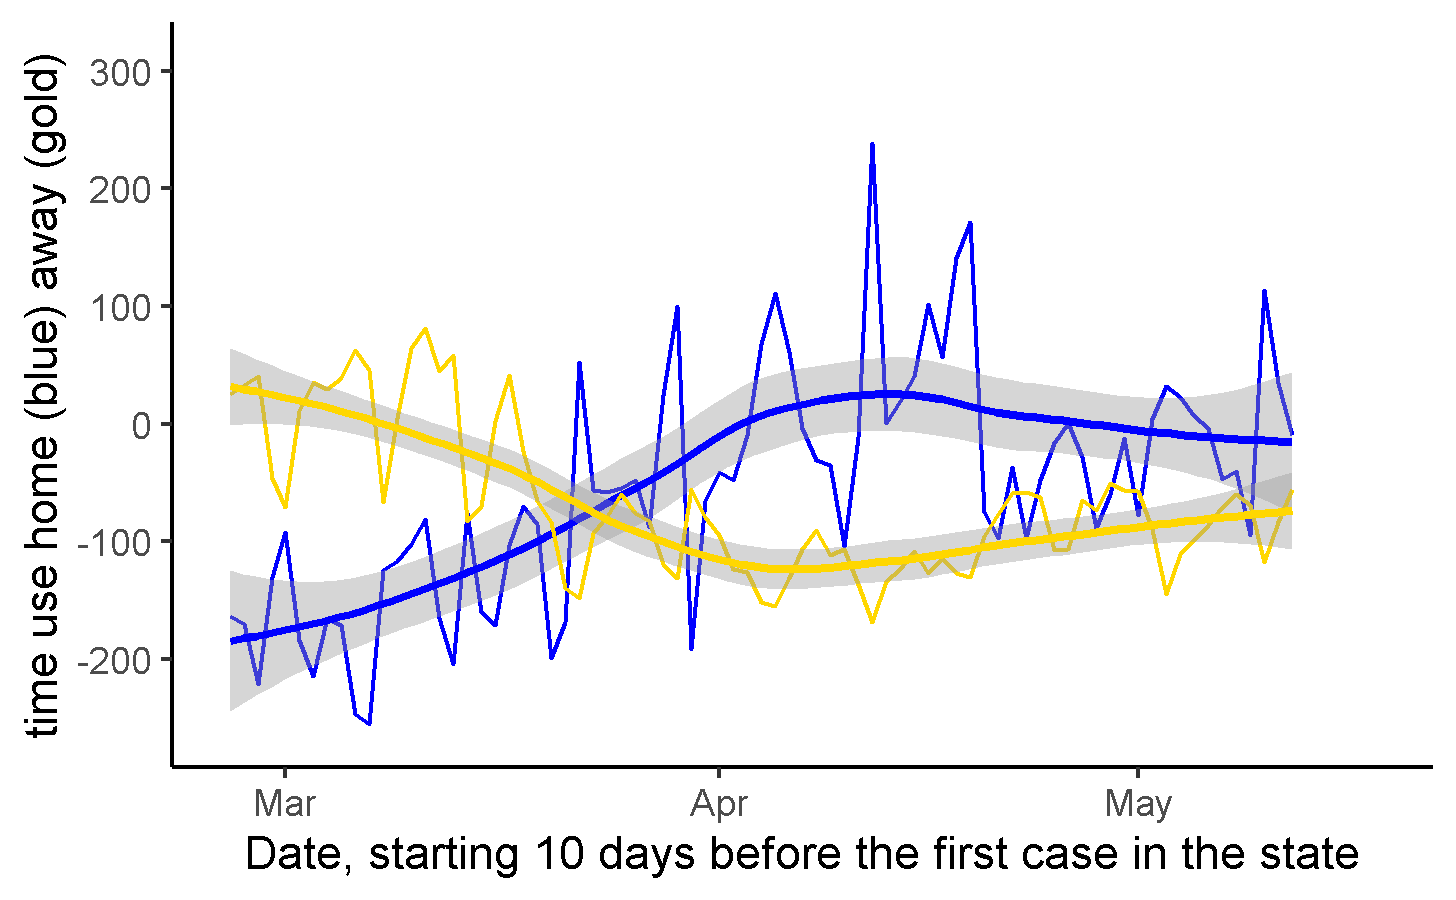 time use home (blue) away (gold)
300
200
100
0
-100
-200
Mar
Apr
May
Date, starting 10 days before the first case in the state